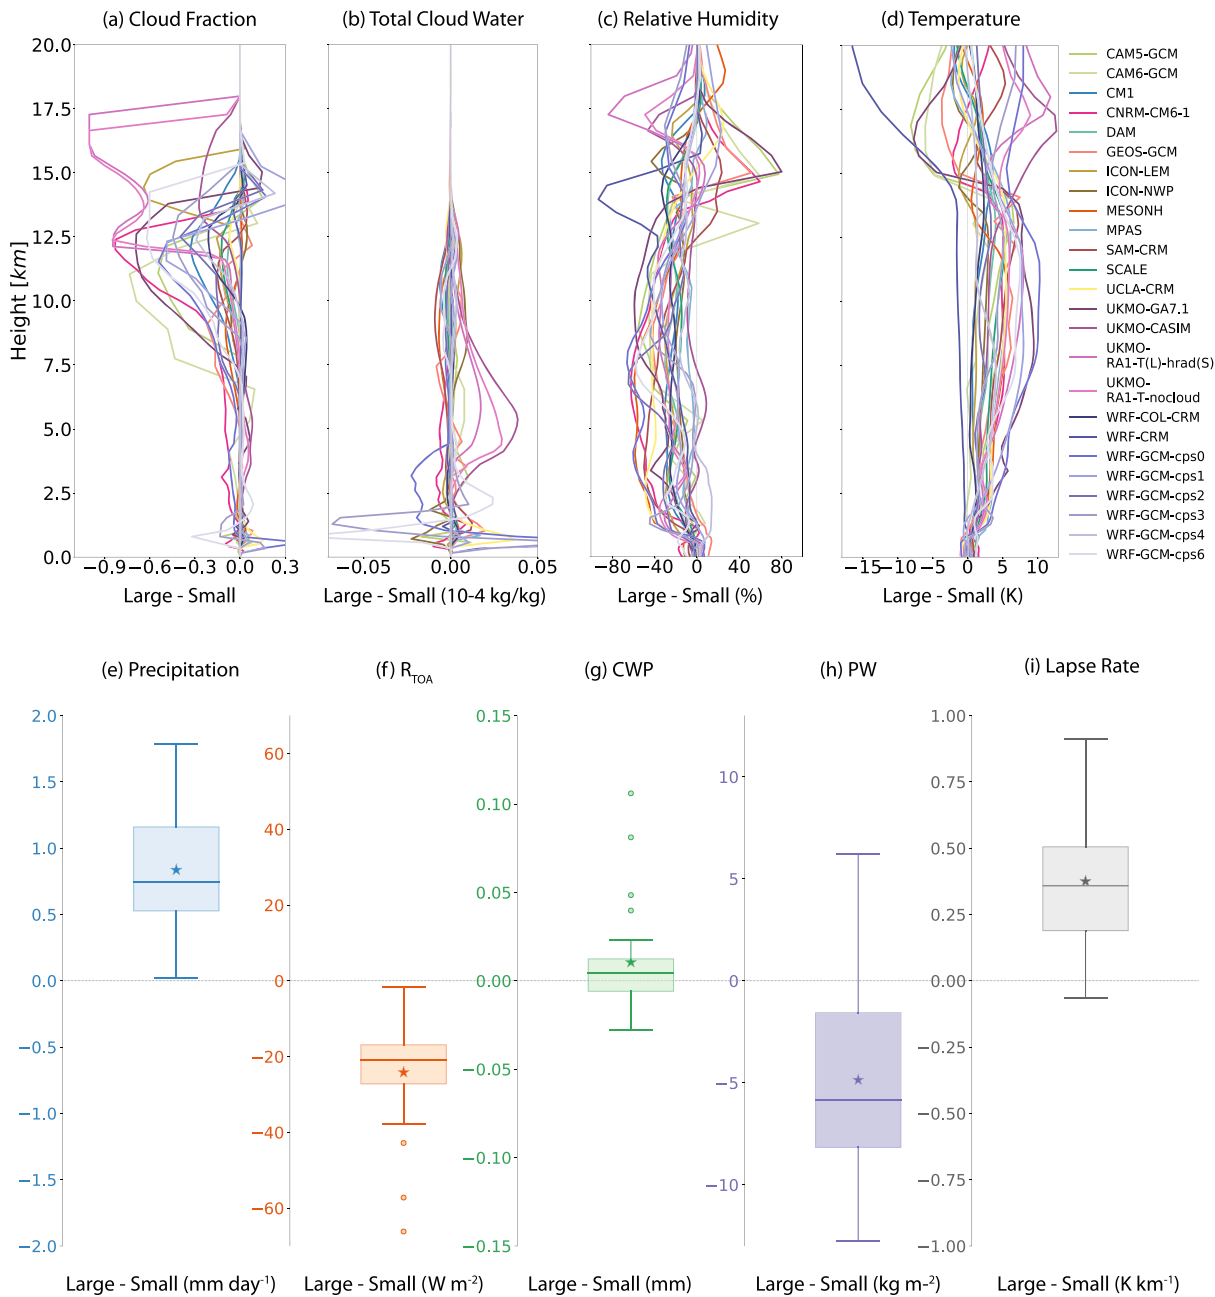 (a) Cloud Fraction
(b) Total Cloud Water
(c) Relative Humidity
(d) Temperature
20.0
17.5
15.0
12.5
10.0
7.5
5.0
2.5
0.0
Height [km]
−0.9
−0.6
−0.3
0.0
0.3
Large - Small
−0.05
0.00
0.05
Large - Small (10-4 kg/kg)
−80
−40
0
40
80
Large - Small (%)
−15
−10
−5
0
5
10
Large - Small (K)
CAM5-GCM
CAM6-GCM
CM1
CNRM-CM6-1
DAM
GEOS-GCM
ICON-LEM
ICON-NWP
MESONH
MPAS
SAM-CRM
SCALE
UCLA-CRM
UKMO-GA7.1
UKMO-CASIM
UKMO-
RA1-T(L)-hrad(S)
UKMO-
RA1-T-nocloud
WRF-COL-CRM
WRF-CRM
WRF-GCM-cps0
WRF-GCM-cps1
WRF-GCM-cps2
WRF-GCM-cps3
WRF-GCM-cps4
WRF-GCM-cps6
(e) Precipitation
2.0
1.5
1.0
0.5
0.0
−0.5
−1.0
−1.5
−2.0
Large - Small (mm day-1)
(f) RTOA
60
40
20
0
−20
−40
−60
Large - Small (W m-2)
(g) CWP
0.15
0.10
0.05
0.00
−0.05
−0.10
−0.15
Large - Small (mm)
(h) PW
10
5
0
−5
−10
Large - Small (kg m-2)
(i) Lapse Rate
1.00
0.75
0.50
0.25
0.00
−0.25
−0.50
−0.75
−1.00
Large - Small (K km-1)